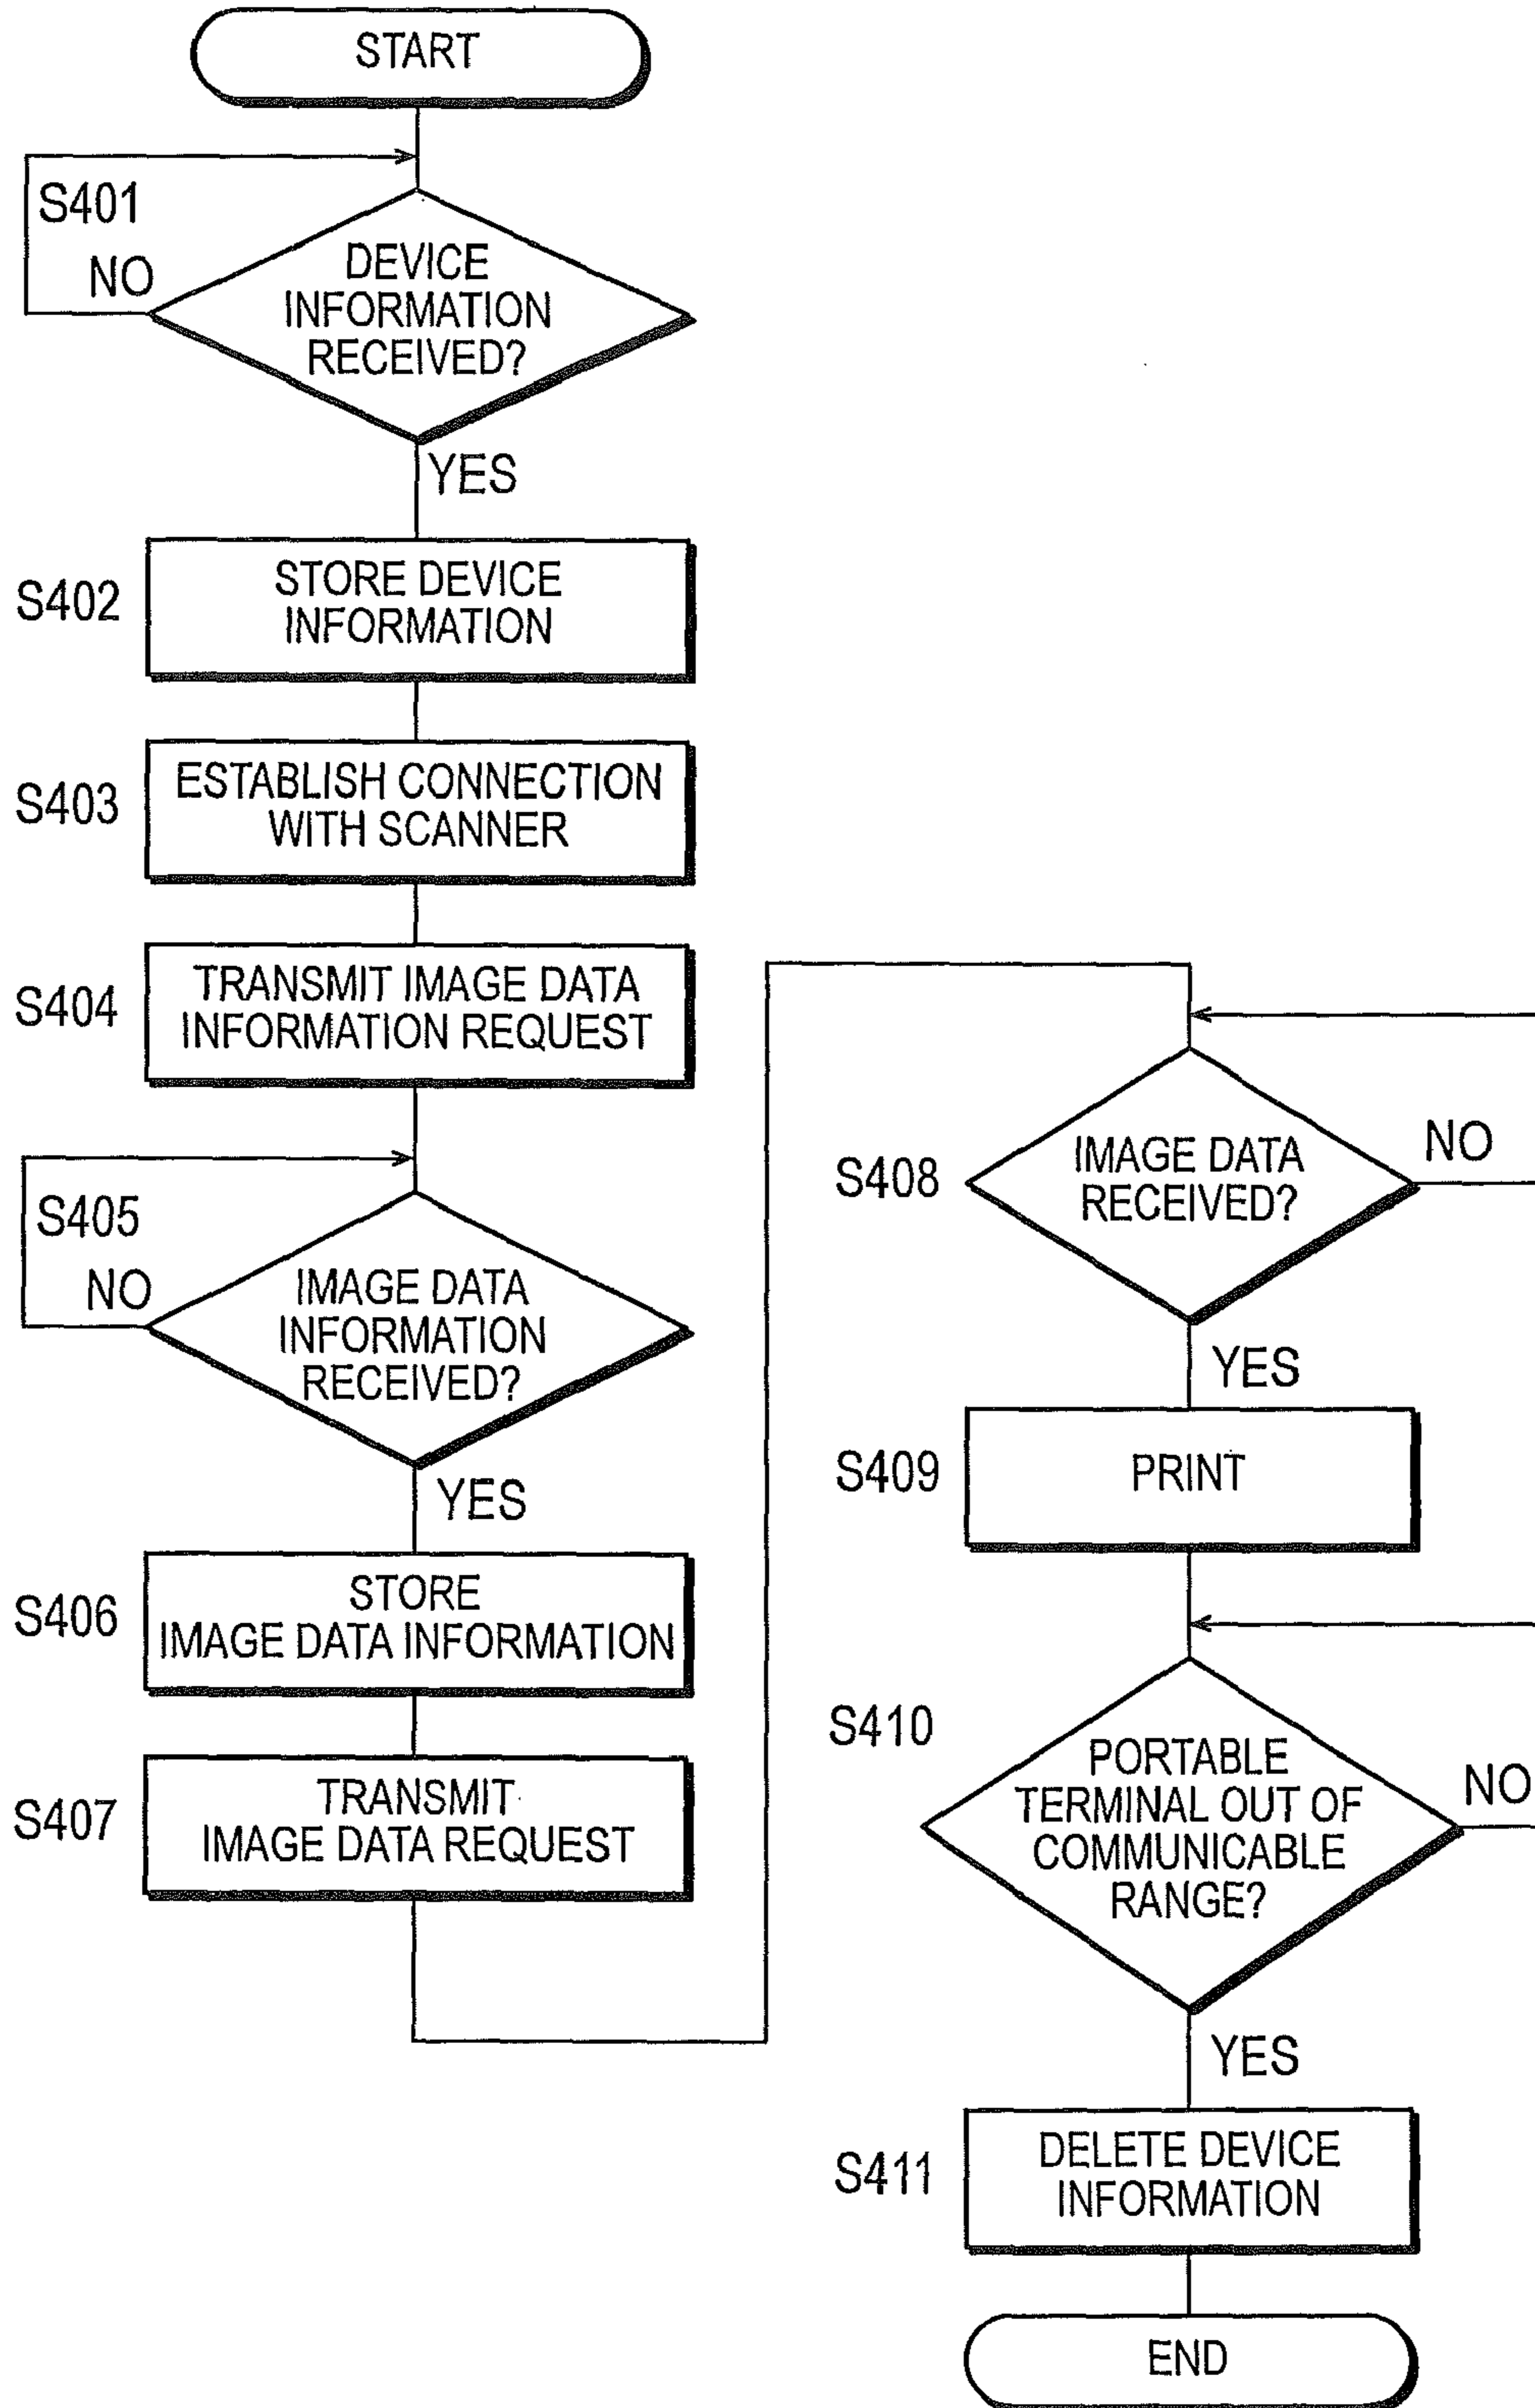 START
S401
NO
DEVICE
INFORMATION
RECEIVED?
YES
S402
STORE DEVICE
INFORMATION
S403
ESTABLISH CONNECTION
WITH SCANNER
S404
TRANSMIT IMAGE DATA
INFORMATION REQUEST
S405
NO
IMAGE DATA
INFORMATION
RECEIVED?
YES
S406
STORE
IMAGE DATA INFORMATION
S407
TRANSMIT
IMAGE DATA REQUEST
S408
IMAGE DATA
RECEIVED?
NO
YES
S409
PRINT
S410
PORTABLE
TERMINAL OUT OF
COMMUNICABLE
RANGE?
NO
YES
S411
DELETE DEVICE
INFORMATION
END